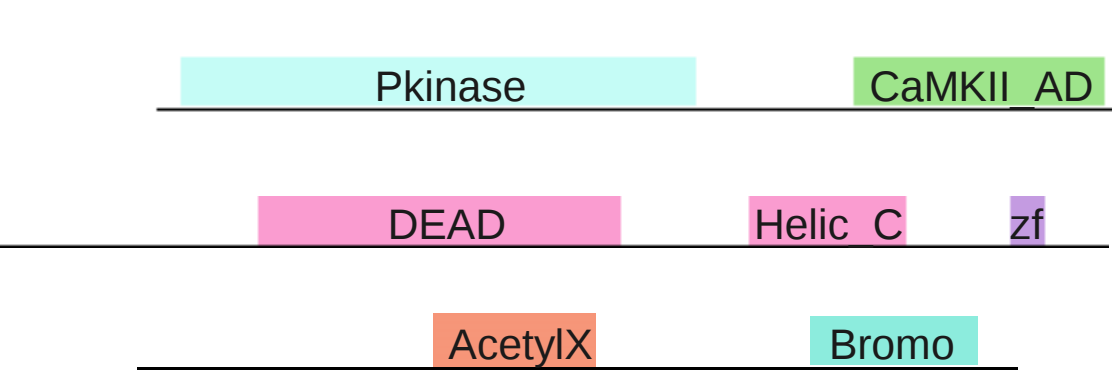 Pkinase CaMKII_AD
DEAD Helic_C zf
AcetylX Bromo